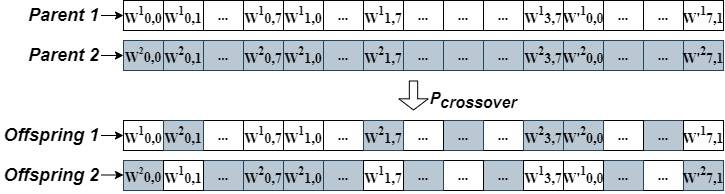 Parent 1 W¹0,0 W¹0,1 ... W¹0,7 W¹1,0 ... W¹1,7 ... ... ... W¹3,7 W'¹0,0 ... ... W'¹7,1
Parent 2 W²0,0 W²0,1 ... W²0,7 W²1,0 ... W²1,7 ... ... ... W²3,7 W'²0,0 ... ... W'²7,1
Pcrossover
Offspring 1 W¹0,0 W²0,1 ... W¹0,7 W¹1,0 ... W²1,7 ... ... ... W²3,7 W'²0,0 ... ... W'¹7,1
Offspring 2 W²0,0 W¹0,1 ... W²0,7 W²1,0 ... W¹1,7 ... ... ... W¹3,7 W'¹0,0 ... ... W'²7,1